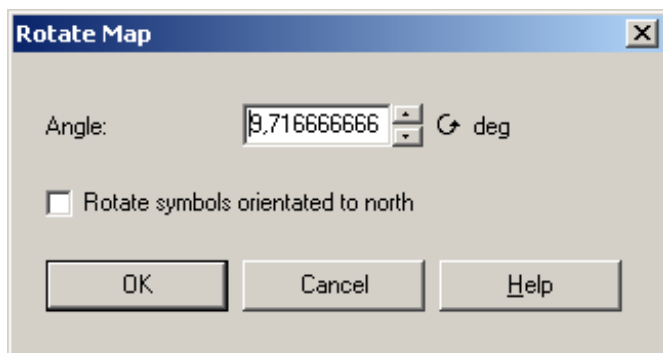 Rotate Map
Angle: 9,716666666 deg
Rotate symbols orientated to north
OK Cancel Help